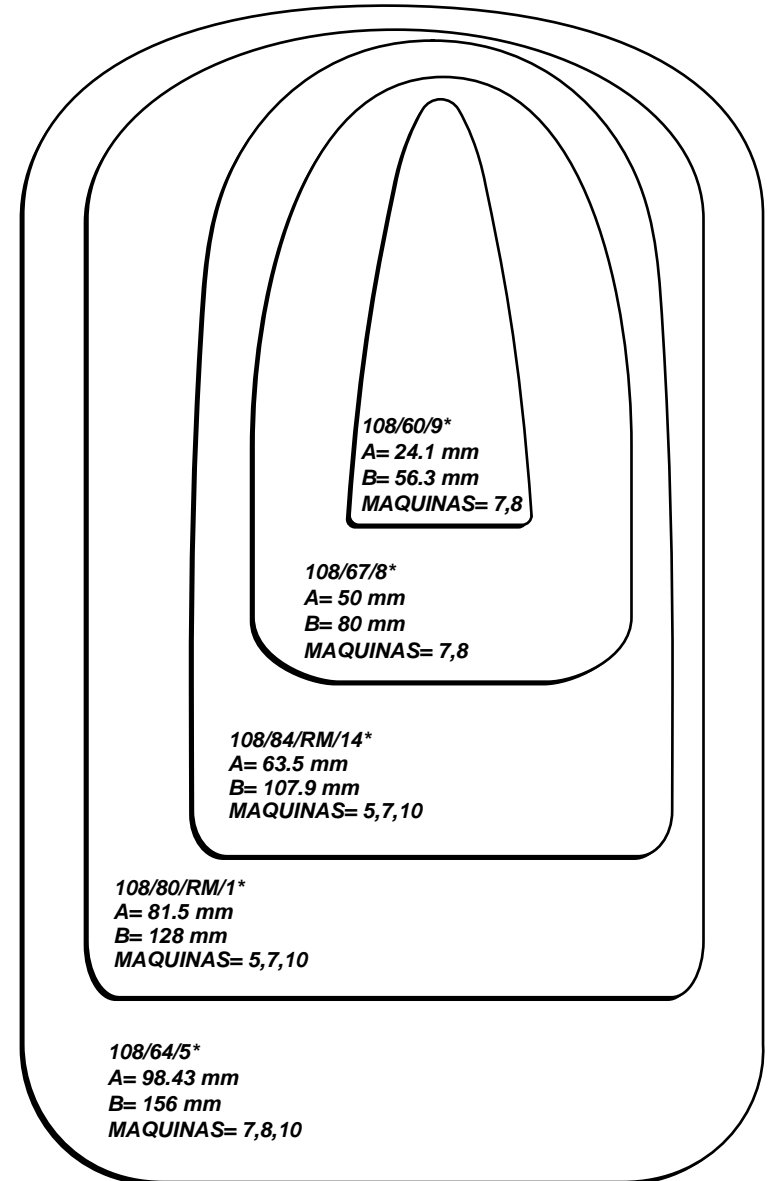 108/60/9*
A= 24.1 mm
B= 56.3 mm
MAQUINAS= 7,8
108/67/8*
A= 50 mm
B= 80 mm
MAQUINAS= 7,8
108/84/RM/14*
A= 63.5 mm
B= 107.9 mm
MAQUINAS= 5,7,10
108/80/RM/1*
A= 81.5 mm
B= 128 mm
MAQUINAS= 5,7,10
108/64/5*
A= 98.43 mm
B= 156 mm
MAQUINAS= 7,8,10